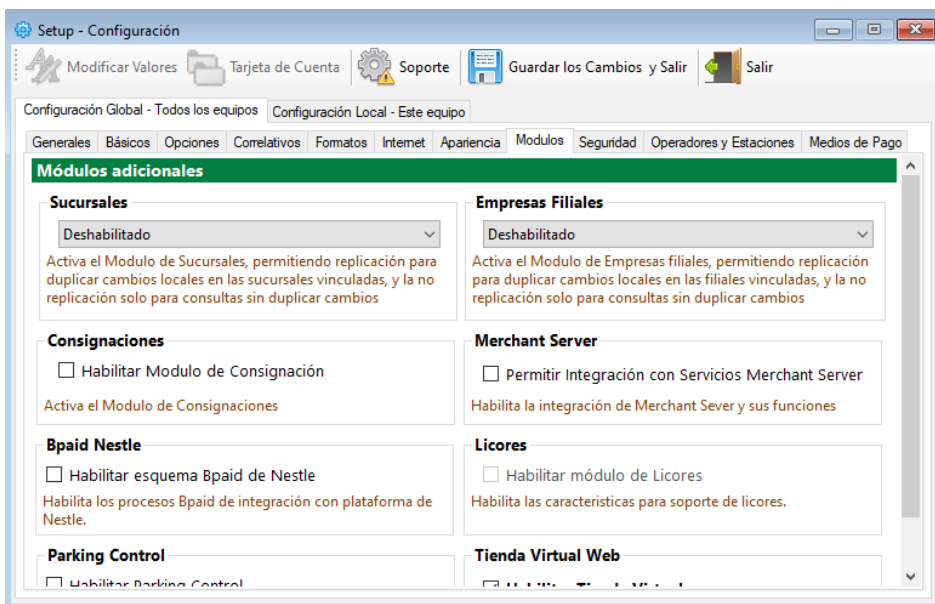 Setup - Configuración
Modificar Valores Tarjeta de Cuenta Soporte Guardar los Cambios y Salir Salir
Configuración Global - Todos los equipos Configuración Local - Este equipo
Generales Básicos Opciones Correlativos Formatos Internet Apariencia Modulos Seguridad Operadores y Estaciones Medios de Pago
Módulos adicionales
Sucursales
Deshabilitado
Activa el Modulo de Sucursales, permitiendo replicación para
duplicar cambios locales en las sucursales vinculadas, y la no
replicación solo para consultas sin duplicar cambios
Empresas Filiales
Deshabilitado
Activa el Modulo de Empresas filiales, permitiendo replicación
para duplicar cambios locales en las filiales vinculadas, y la no
replicación solo para consultas sin duplicar cambios
Consignaciones
Habilitar Modulo de Consignación
Activa el Modulo de Consignaciones
Merchant Server
Permitir Integración con Servicios Merchant Server
Habilita la integración de Merchant Sever y sus funciones
Bpaid Nestle
Habilitar esquema Bpaid de Nestle
Habilita los procesos Bpaid de integración con plataforma de
Nestle.
Licores
Habilitar módulo de Licores
Habilita las caracteristicas para soporte de licores.
Parking Control
Habilitar Parking Control
Tienda Virtual Web
Habilitar Tienda Virtual